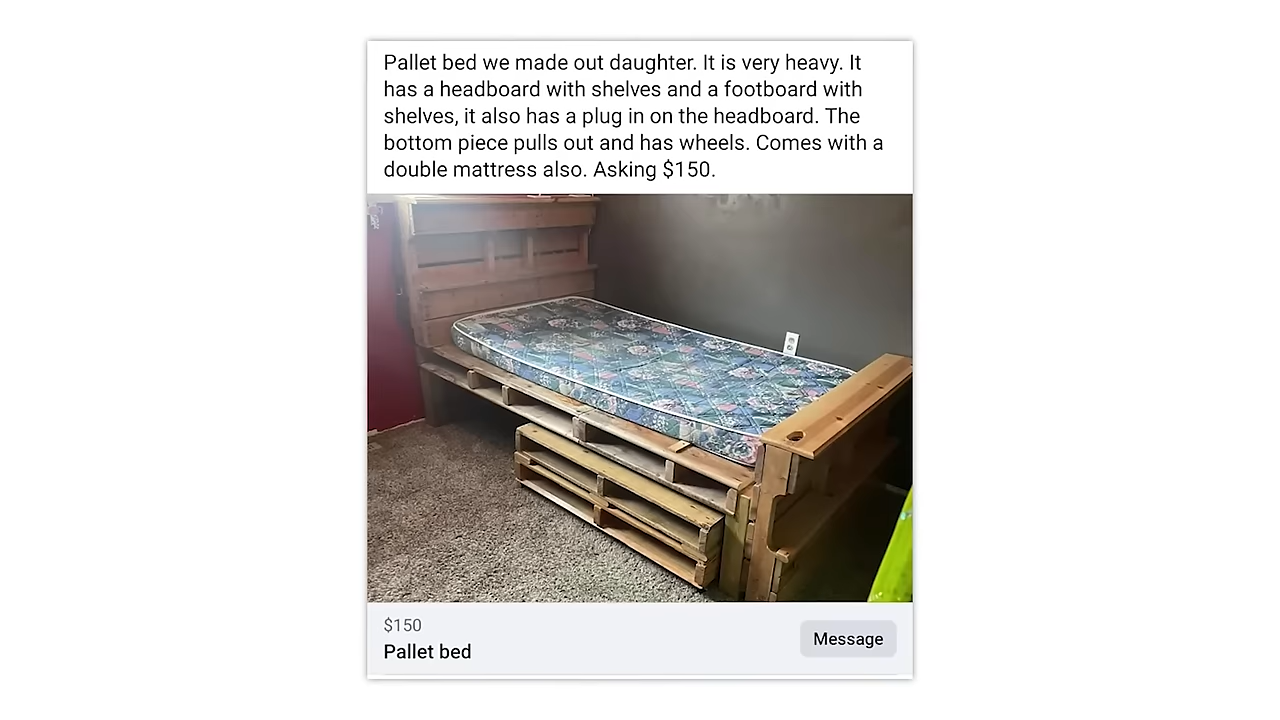 Pallet bed we made out daughter. It is very heavy. It
has a headboard with shelves and a footboard with
shelves, it also has a plug in on the headboard. The
bottom piece pulls out and has wheels. Comes with a
double mattress also. Asking $150.
$150
Pallet bed
Message